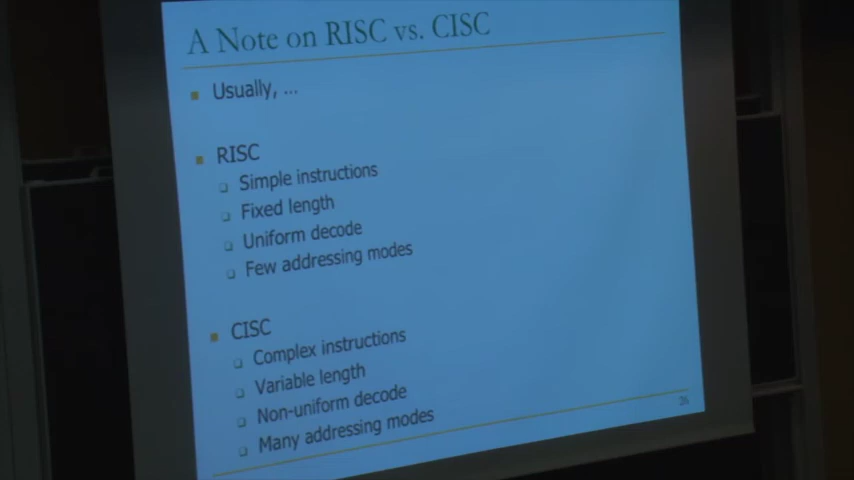 A Note on RISC vs. CISC
Usually, ...
RISC
Simple instructions
Fixed length
Uniform decode
Few addressing modes
CISC
Complex instructions
Variable length
Non-uniform decode
Many addressing modes
26